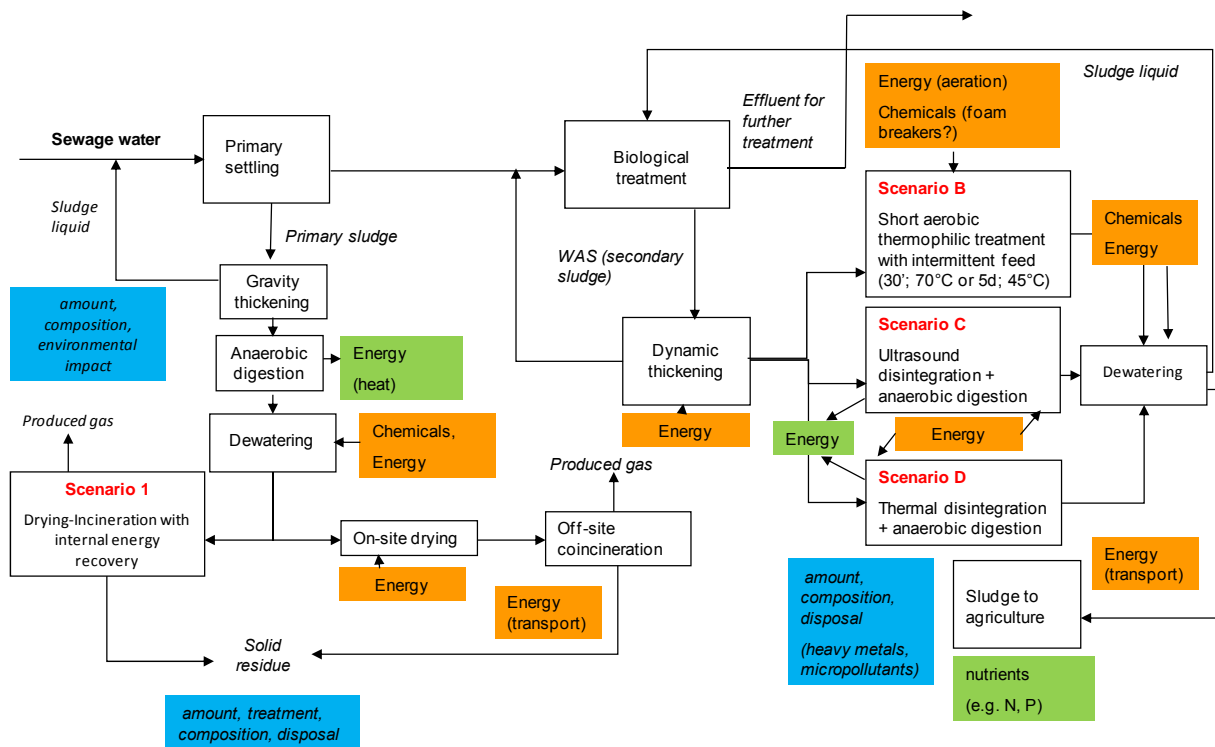 Sewage water
Sludge
liquid
Primary
settling
Primary sludge
Gravity
thickening
amount,
composition,
environmental
impact
Anaerobic
digestion
Energy
(heat)
Dewatering
Chemicals,
Energy
Produced gas
Scenario 1
Drying-Incineration with
internal energy
recovery
On-site drying
Energy
Produced gas
Off-site
coincineration
Energy
(transport)
Solid
residue
amount, treatment,
composition, disposal
Biological
treatment
Effluent for
further
treatment
WAS (secondary
sludge)
Dynamic
thickening
Energy
Sludge liquid
Energy (aeration)
Chemicals (foam
breakers?)
Scenario B
Short aerobic
thermophilic treatment
with intermittent feed
(30'; 70°C or 5d; 45°C)
Chemicals
Energy
Scenario C
Ultrasound
disintegration +
anaerobic digestion
Dewatering
Energy
Energy
Scenario D
Thermal disintegration
+ anaerobic digestion
amount,
composition,
disposal
(heavy metals,
micropollutants)
Sludge to
agriculture
Energy
(transport)
nutrients
(e.g. N, P)